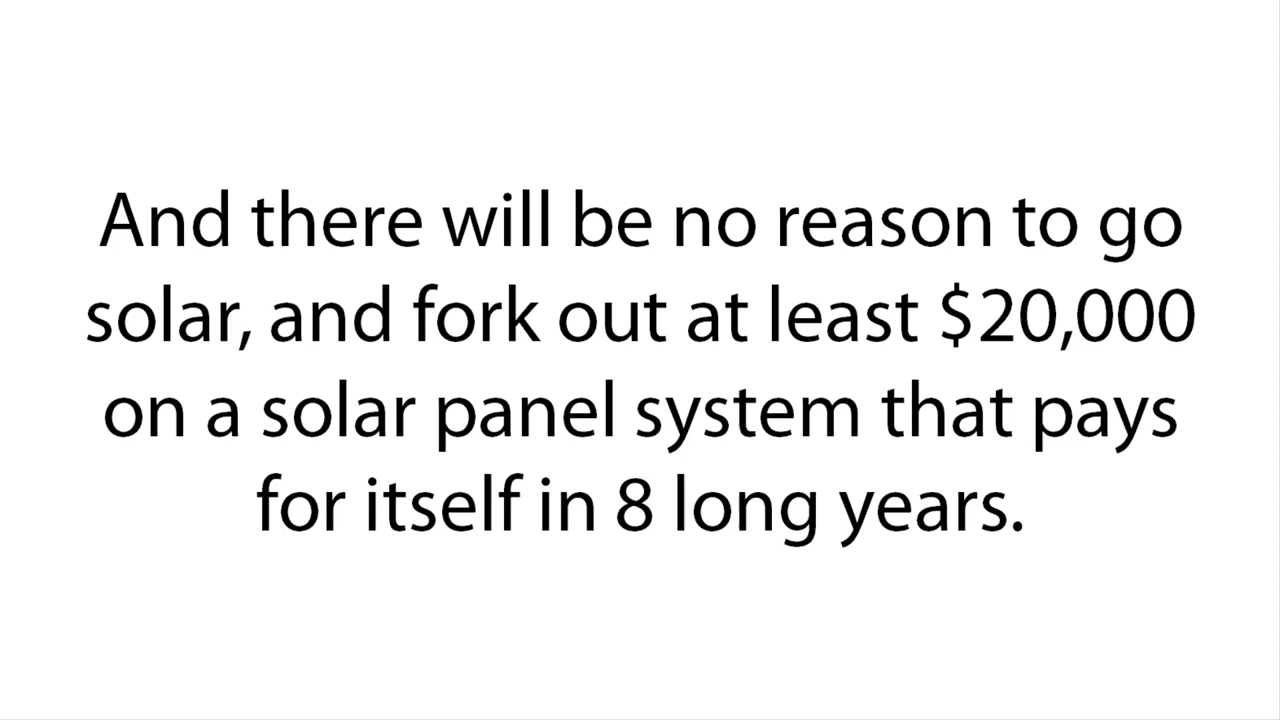 And there will be no reason to go
solar, and fork out at least $20,000
on a solar panel system that pays
for itself in 8 long years.